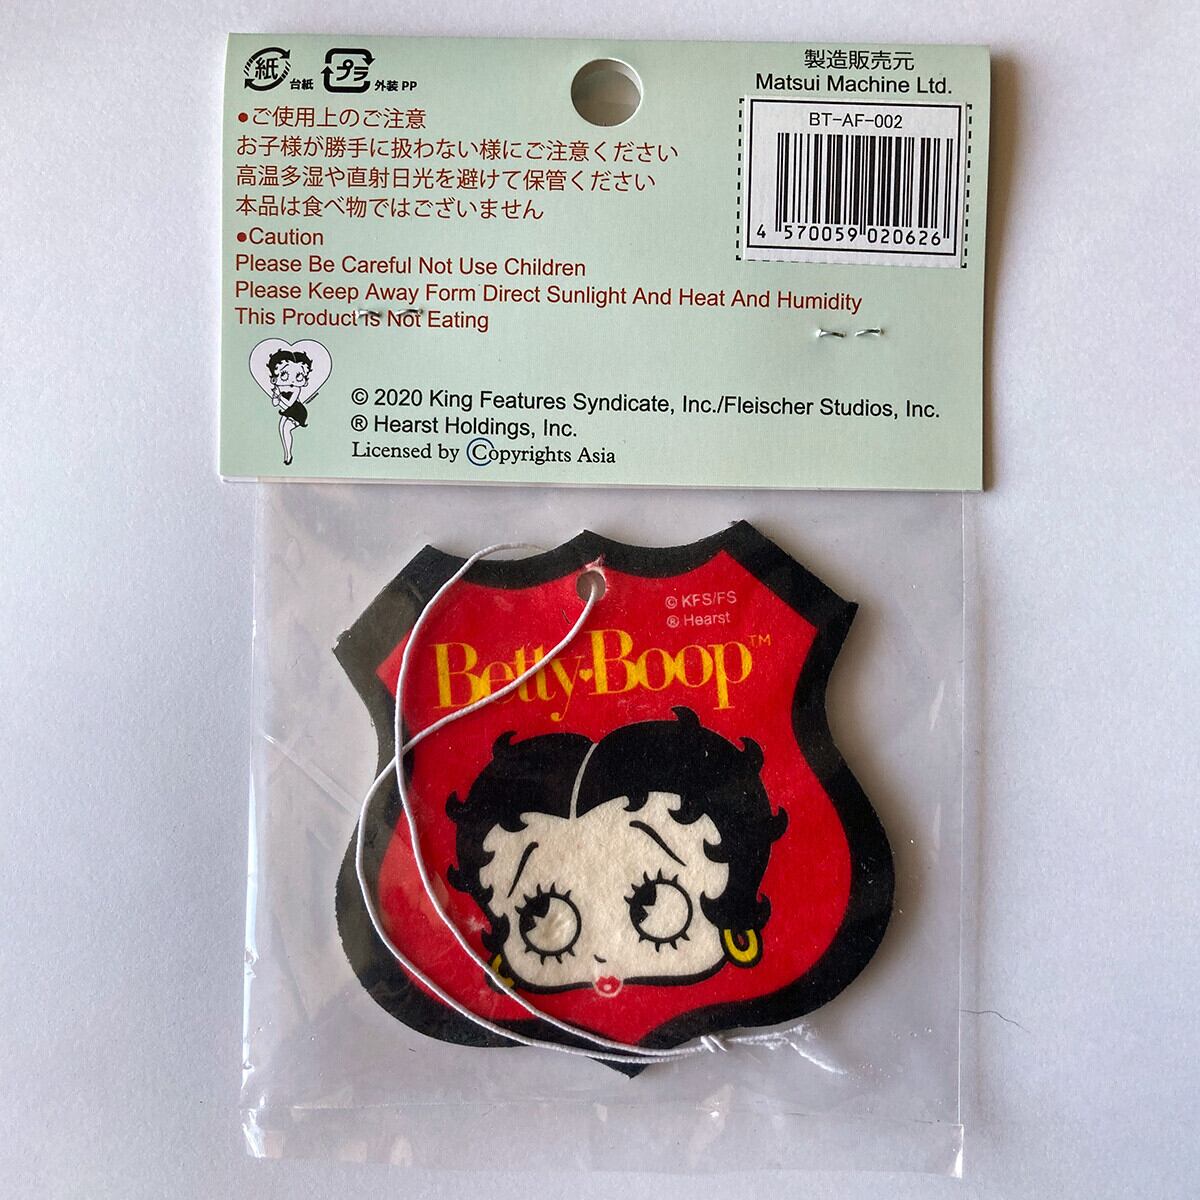 紙 台紙 プラ 外装 PP
製造販売元
Matsui Machine Ltd.
BT-AF-002
4 570059 020626
●ご使用上のご注意
お子様が勝手に扱わない様にご注意ください
高温多湿や直射日光を避けて保管ください
本品は食べ物ではございません
●Caution
Please Be Careful Not Use Children
Please Keep Away Form Direct Sunlight And Heat And Humidity
This Product is Not Eating
© 2020 King Features Syndicate, Inc./Fleischer Studios, Inc.
® Hearst Holdings, Inc.
Licensed by Copyrights Asia
© KFS/FS
® Hearst
Betty Boop™